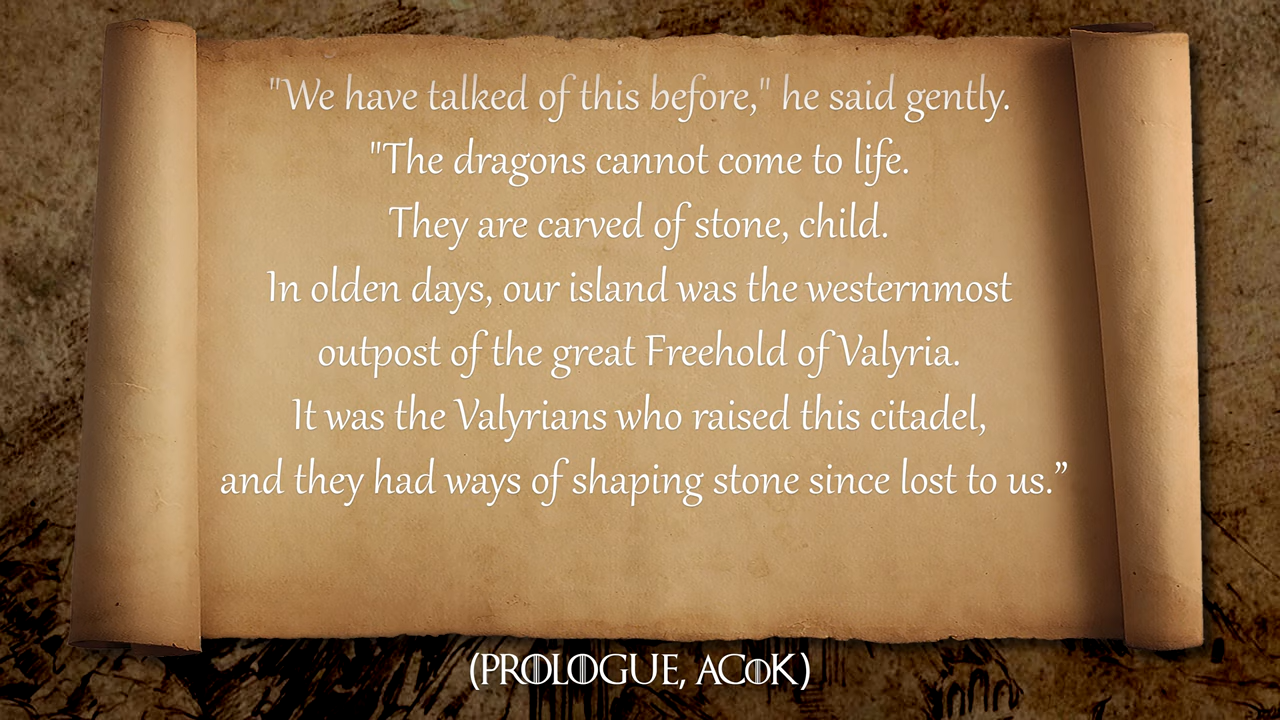 "We have talked of this before," he said gently.
"The dragons cannot come to life.
They are carved of stone, child.
In olden days, our island was the westernmost
outpost of the great Freehold of Valyria.
It was the Valyrians who raised this citadel,
and they had ways of shaping stone since lost to us.”
(PROLOGUE, ACoK)